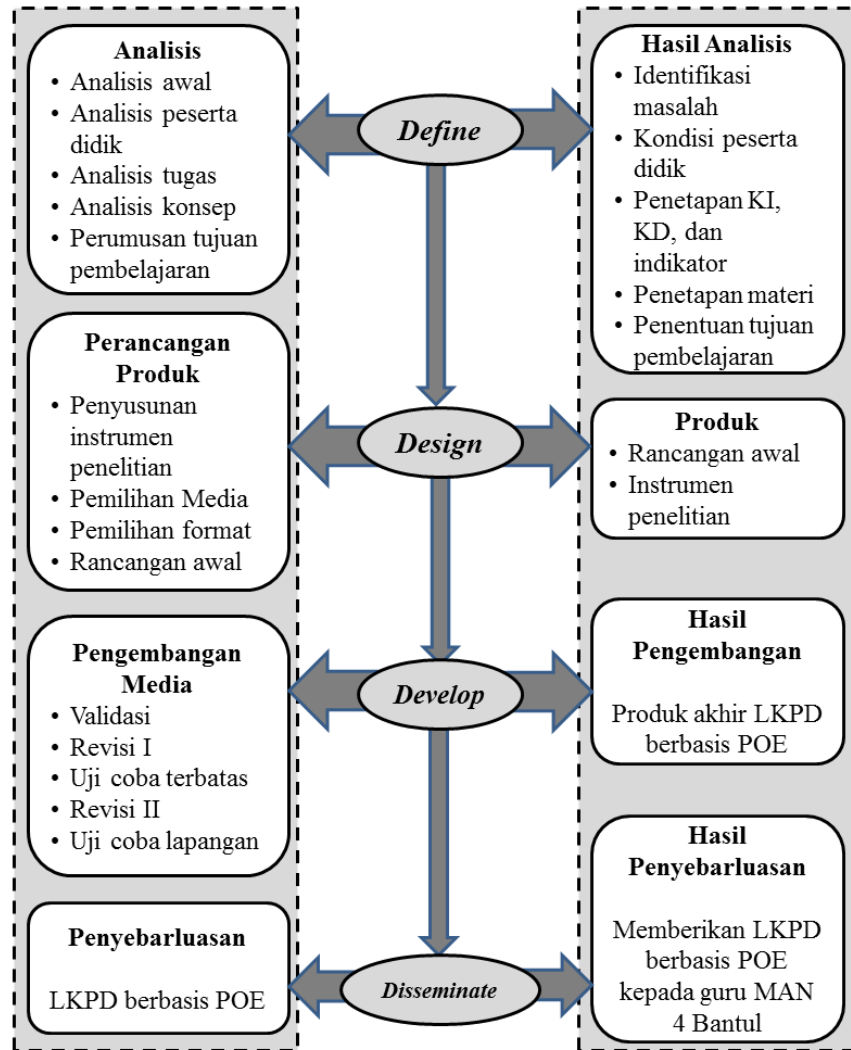 Analisis
• Analisis awal
• Analisis peserta
didik
• Analisis tugas
• Analisis konsep
• Perumusan tujuan
pembelajaran
Define
Hasil Analisis
• Identifikasi
masalah
• Kondisi peserta
didik
• Penetapan KI,
KD, dan
indikator
• Penetapan materi
• Penentuan tujuan
pembelajaran
Perancangan
Produk
• Penyusunan
instrumen
penelitian
• Pemilihan Media
• Pemilihan format
• Rancangan awal
Design
Produk
• Rancangan awal
• Instrumen
penelitian
Pengembangan
Media
• Validasi
• Revisi I
• Uji coba terbatas
• Revisi II
• Uji coba lapangan
Develop
Hasil
Pengembangan
Produk akhir LKPD
berbasis POE
Penyebarluasan
LKPD berbasis POE
Disseminate
Hasil
Penyebarluasan
Memberikan LKPD
berbasis POE
kepada guru MAN
4 Bantul